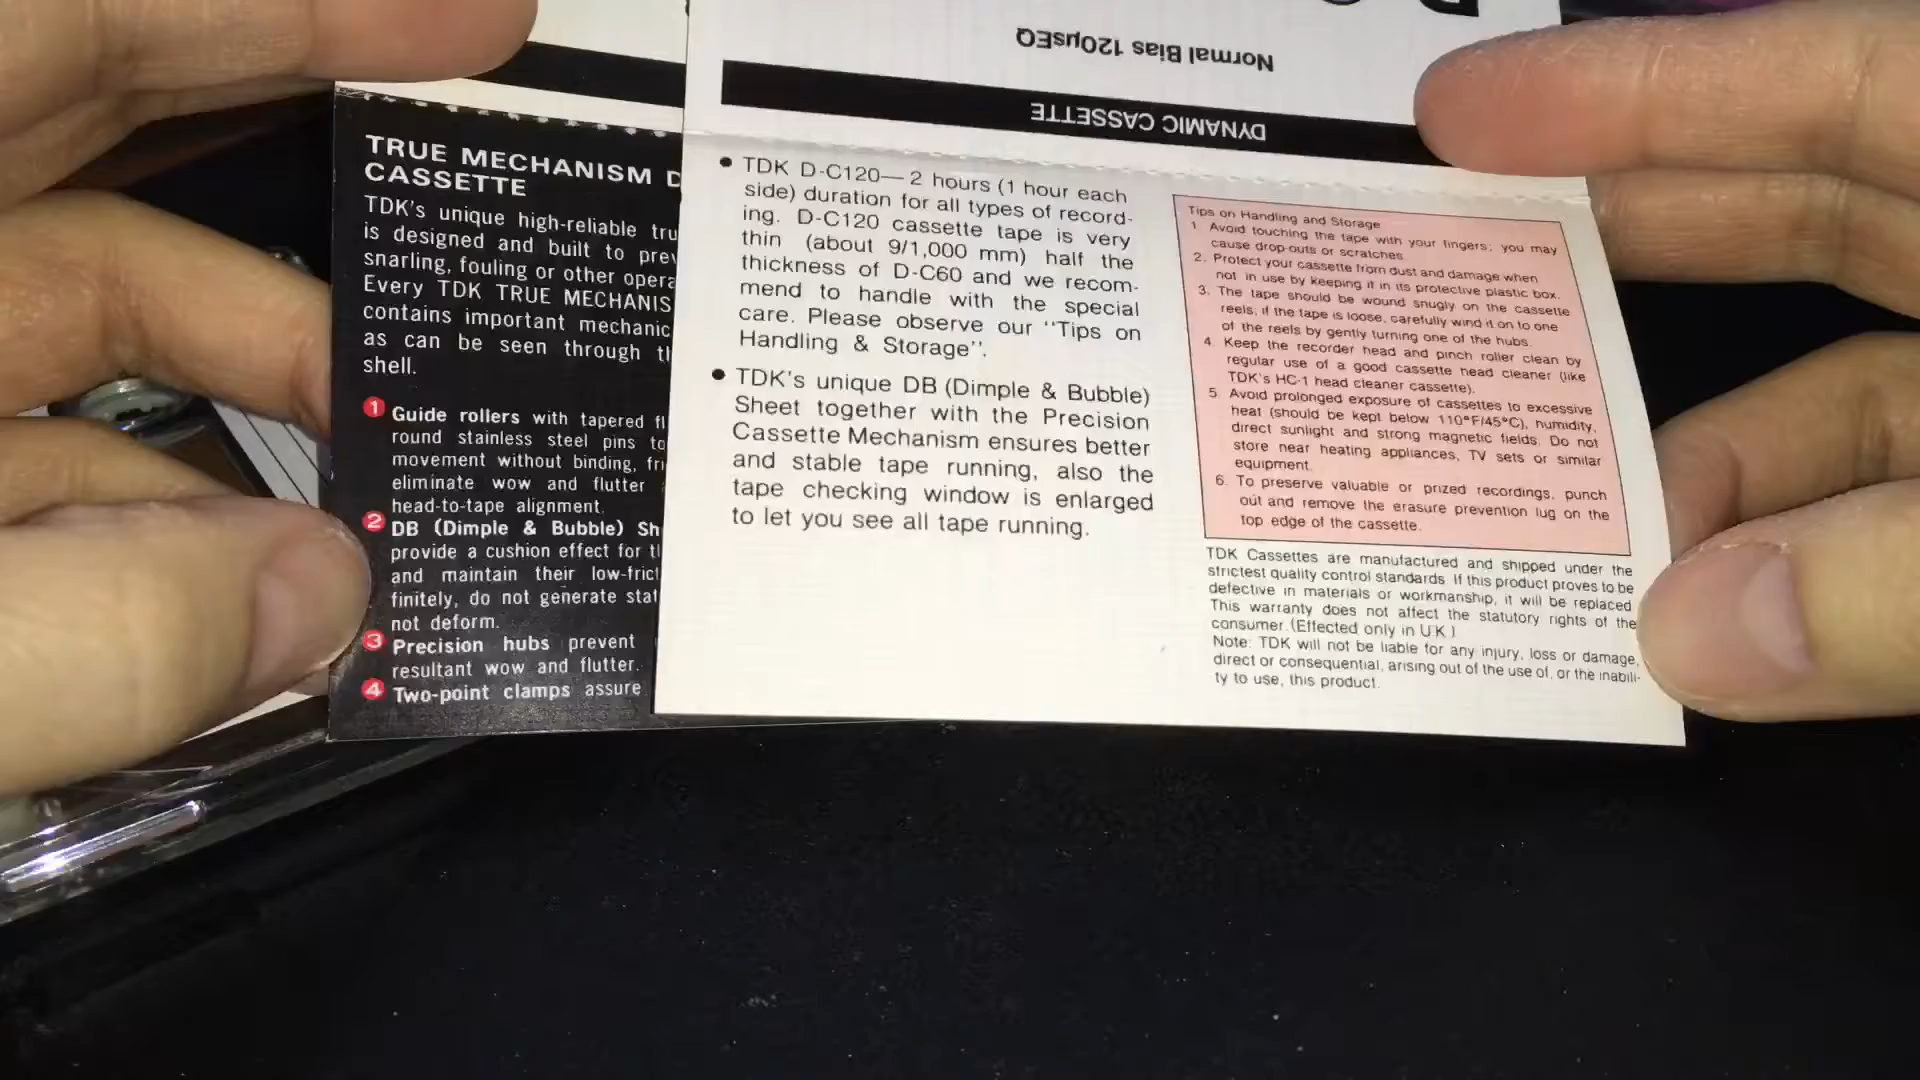 Normal Bias 120µsEQ
DYNAMIC CASSETTE
TRUE MECHANISM
CASSETTE
TDK's unique high-reliable
is designed and built to
snarling, fouling or other
Every TDK TRUE
contains important
as can be seen through
shell.
1 Guide rollers with tapered
round stainless steel pins to
movement without binding,
eliminate wow and flutter
head-to-tape alignment.
2 DB (Dimple & Bubble)
provide a cushion effect for
and maintain their
finitely, do not generate
not deform.
3 Precision hubs prevent
resultant wow and flutter.
4 Two-point clamps assure
● TDK D-C120—2 hours (1 hour each
side) duration for all types of record-
ing. D-C120 cassette tape is very
thin (about 9/1,000 mm) half the
thickness of D-C60 and we recom-
mend to handle with the special
care. Please observe our "Tips on
Handling & Storage".
● TDK's unique DB (Dimple & Bubble)
Sheet together with the Precision
Cassette Mechanism ensures better
and stable tape running, also the
tape checking window is enlarged
to let you see all tape running.
Tips on Handling and Storage
1. Avoid touching the tape with your fingers; you may
cause drop-outs or scratches.
2. Protect your cassette from dust and damage when
not in use by keeping it in its protective plastic box.
3. The tape should be wound snugly on the cassette
reels; if the tape is loose, carefully wind it on to one
of the reels by gently turning one of the hubs.
4. Keep the recorder head and pinch roller clean by
regular use of a good cassette head cleaner (like
TDK's HC-1 head cleaner cassette).
5. Avoid prolonged exposure of cassettes to excessive
heat (should be kept below 110°F/45°C), humidity,
direct sunlight and strong magnetic fields. Do not
store near heating appliances, TV sets or similar
equipment.
6. To preserve valuable or prized recordings, punch
out and remove the erasure prevention lug on the
top edge of the cassette.
TDK Cassettes are manufactured and shipped under the
strictest quality control standards. If this product proves to be
defective in materials or workmanship, it will be replaced.
This warranty does not affect the statutory rights of the
consumer.(Effected only in U.K.)
Note: TDK will not be liable for any injury, loss or damage,
direct or consequential, arising out of the use of, or the inabili-
ty to use, this product.